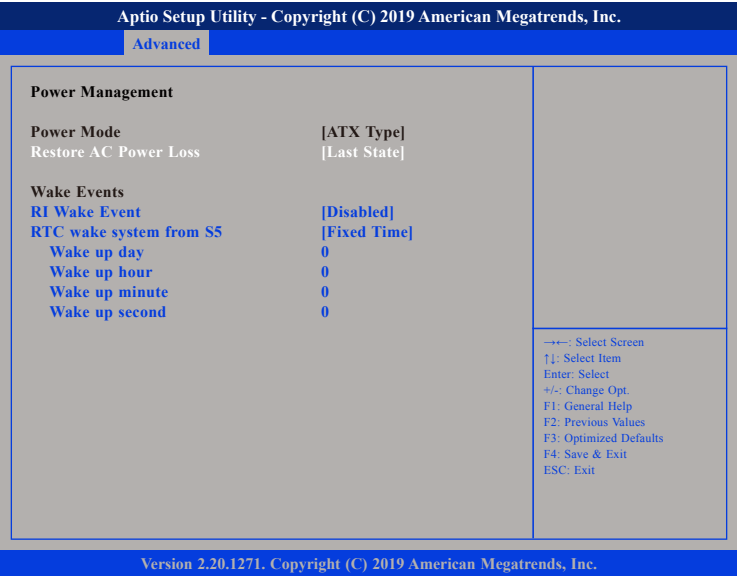 Aptio Setup Utility - Copyright (C) 2019 American Megatrends, Inc.
Advanced
Power Management
Power Mode [ATX Type]
Restore AC Power Loss [Last State]
Wake Events
RI Wake Event [Disabled]
RTC wake system from S5 [Fixed Time]
Wake up day 0
Wake up hour 0
Wake up minute 0
Wake up second 0
→←: Select Screen
↑↓: Select Item
Enter: Select
+/-: Change Opt.
F1: General Help
F2: Previous Values
F3: Optimized Defaults
F4: Save & Exit
ESC: Exit
Version 2.20.1271. Copyright (C) 2019 American Megatrends, Inc.